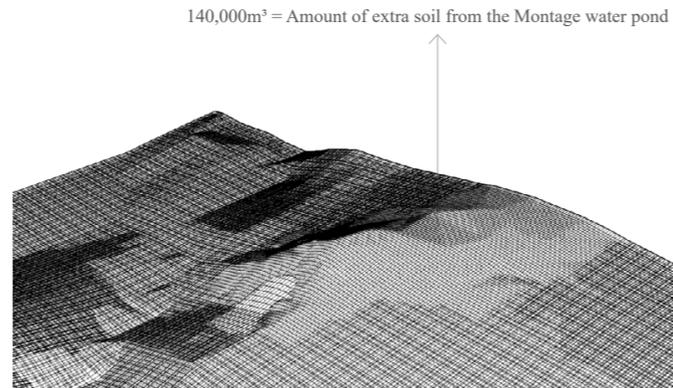 140,000m³ = Amount of extra soil from the Montage water pond